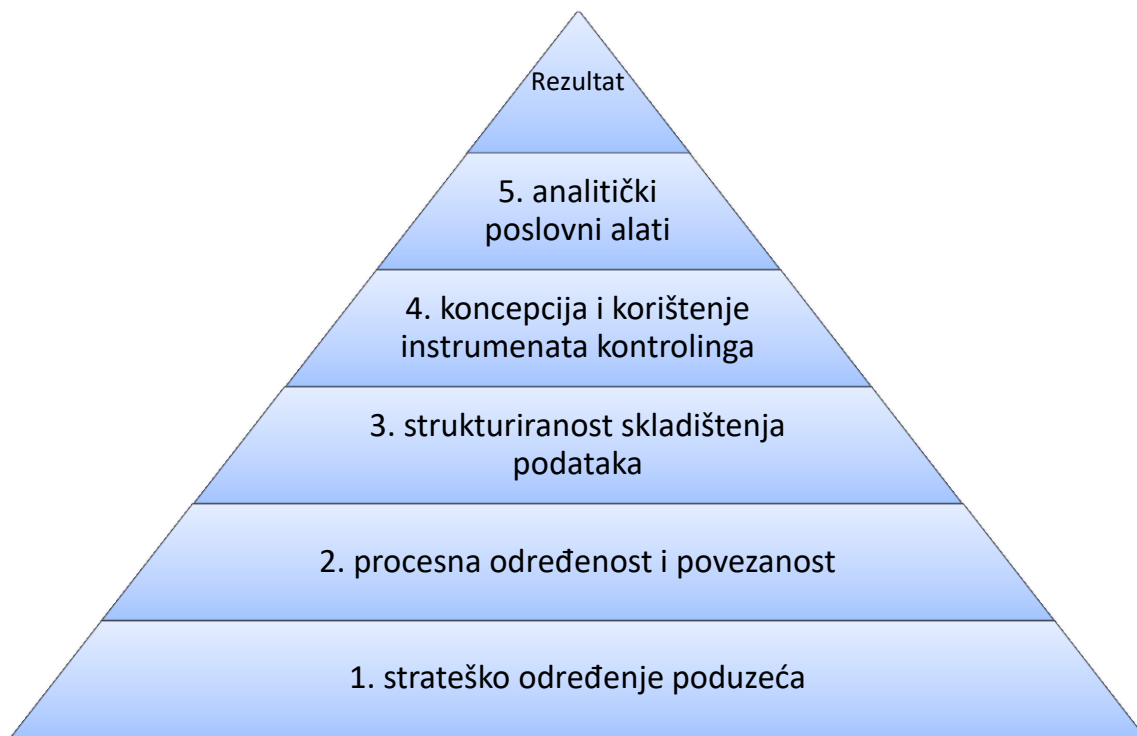 Rezultat
5. analitički
poslovni alati
4. koncepcija i korištenje
instrumenata kontrolinga
3. strukturiranost skladištenja
podataka
2. procesna određenost i povezanost
1. strateško određenje poduzeća